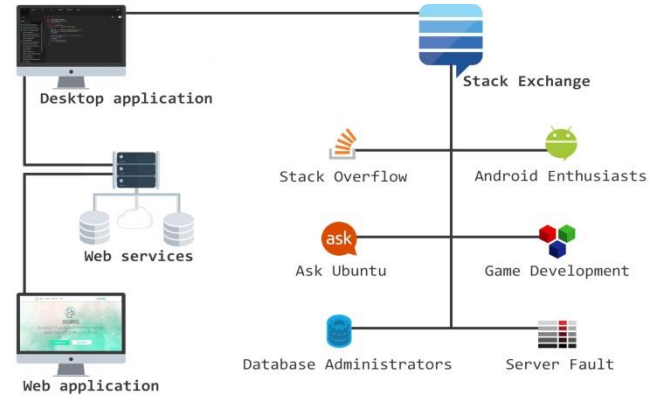 Desktop application
Stack Exchange
Stack Overflow
Android Enthusiasts
Web services
ask
Ask Ubuntu
Game Development
Database Administrators
Server Fault
Web application